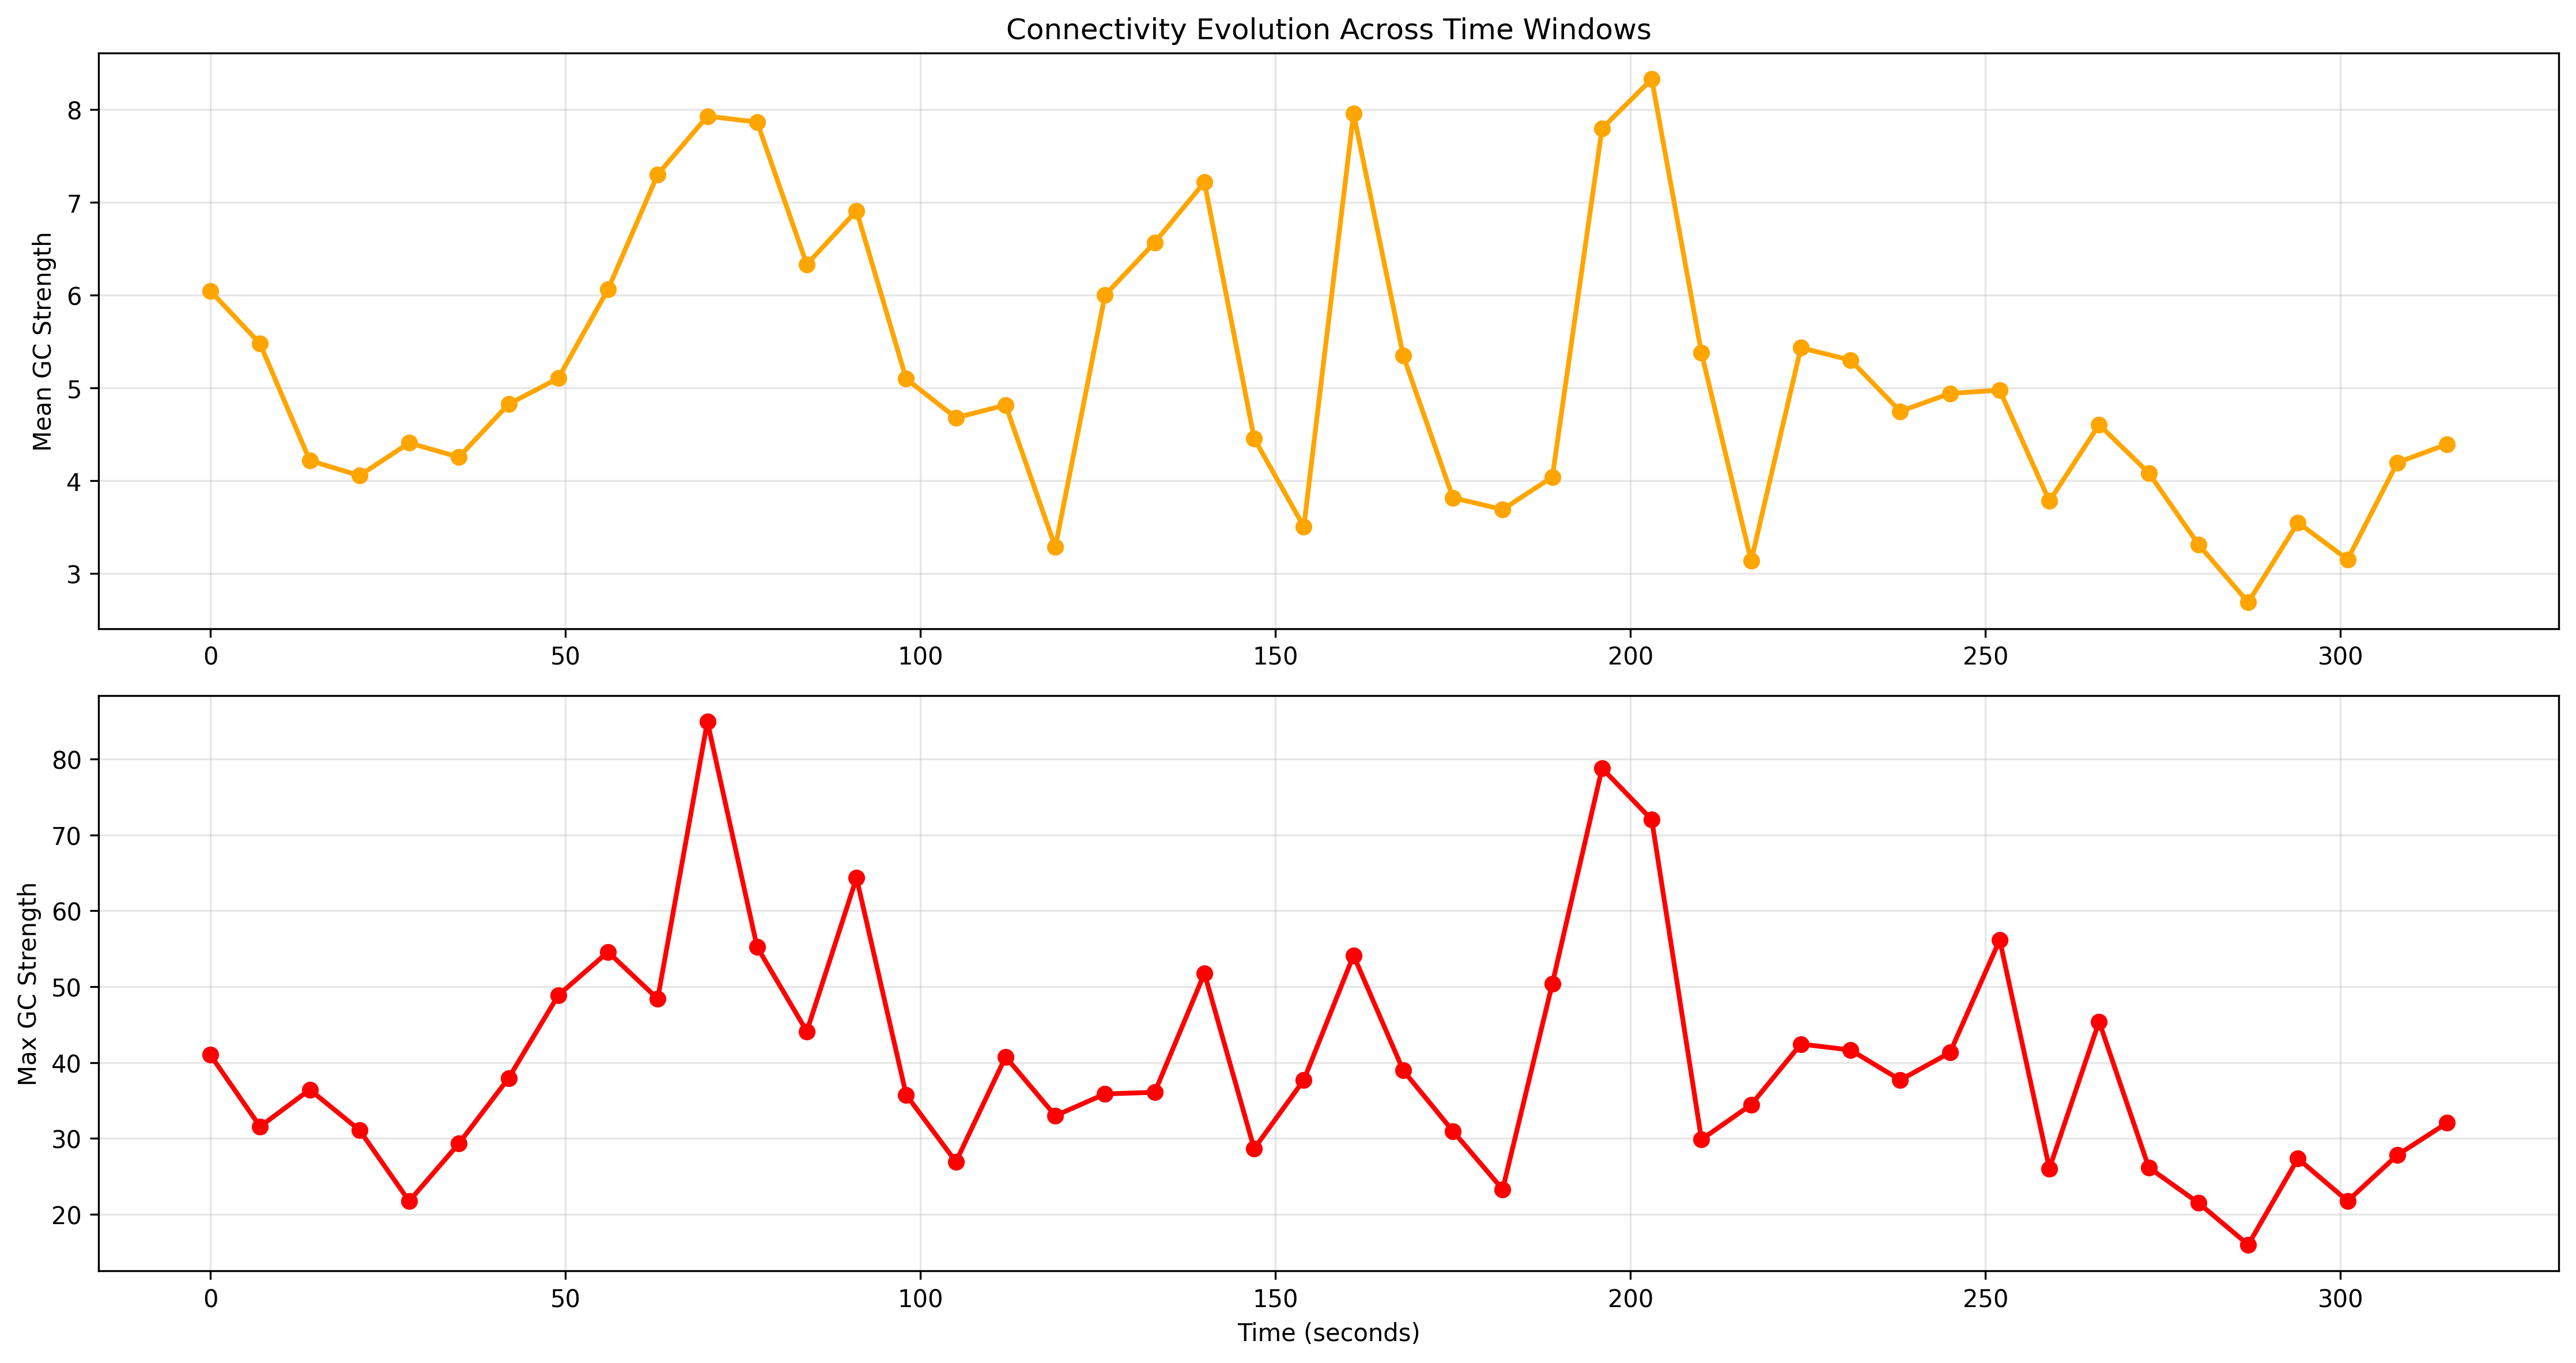 Connectivity Evolution Across Time Windows
Mean GC Strength
8
7
6
5
4
3
0 50 100 150 200 250 300
Max GC Strength
80
70
60
50
40
30
20
0 50 100 150 200 250 300
Time (seconds)